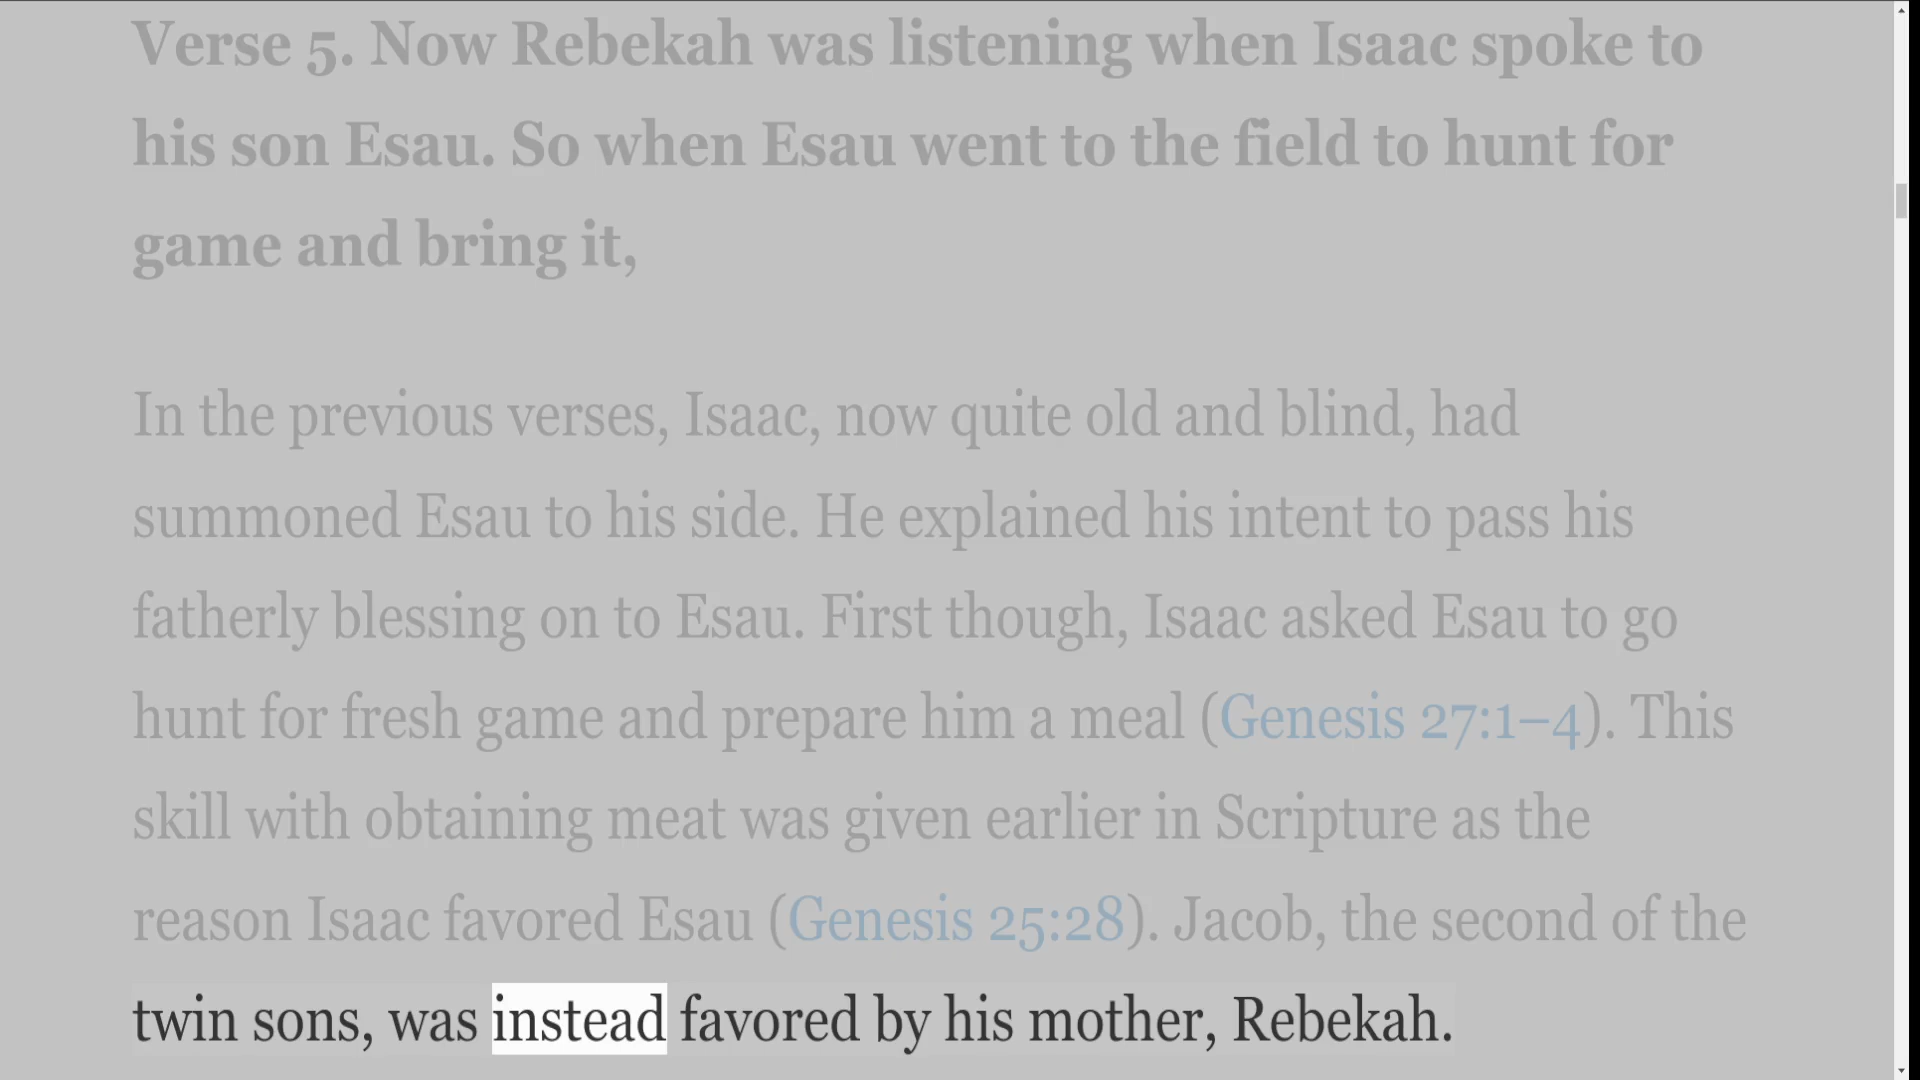 Verse 5. Now Rebekah was listening when Isaac spoke to
his son Esau. So when Esau went to the field to hunt for
game and bring it,
In the previous verses, Isaac, now quite old and blind, had
summoned Esau to his side. He explained his intent to pass his
fatherly blessing on to Esau. First though, Isaac asked Esau to go
hunt for fresh game and prepare him a meal (Genesis 27:1–4). This
skill with obtaining meat was given earlier in Scripture as the
reason Isaac favored Esau (Genesis 25:28). Jacob, the second of the
twin sons, was instead favored by his mother, Rebekah.